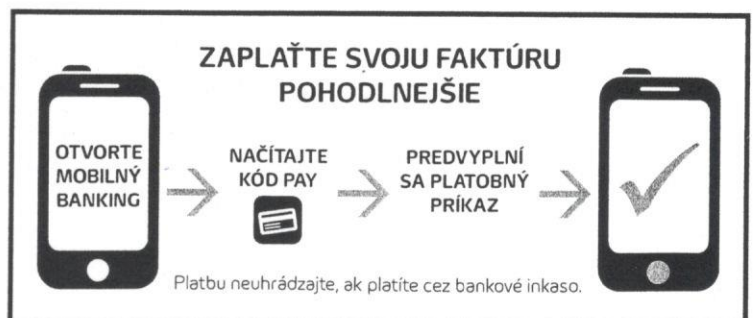 ZAPLAŤTE SVOJU FAKTÚRU
POHODLNEJŠIE
OTVORTE
MOBILNÝ
BANKING
NAČÍTAJTE
KÓD PAY
PREDVYPLNÍ
SA PLATOBNÝ
PRÍKAZ
Platbu neuhrádzajte, ak platíte cez bankové inkaso.